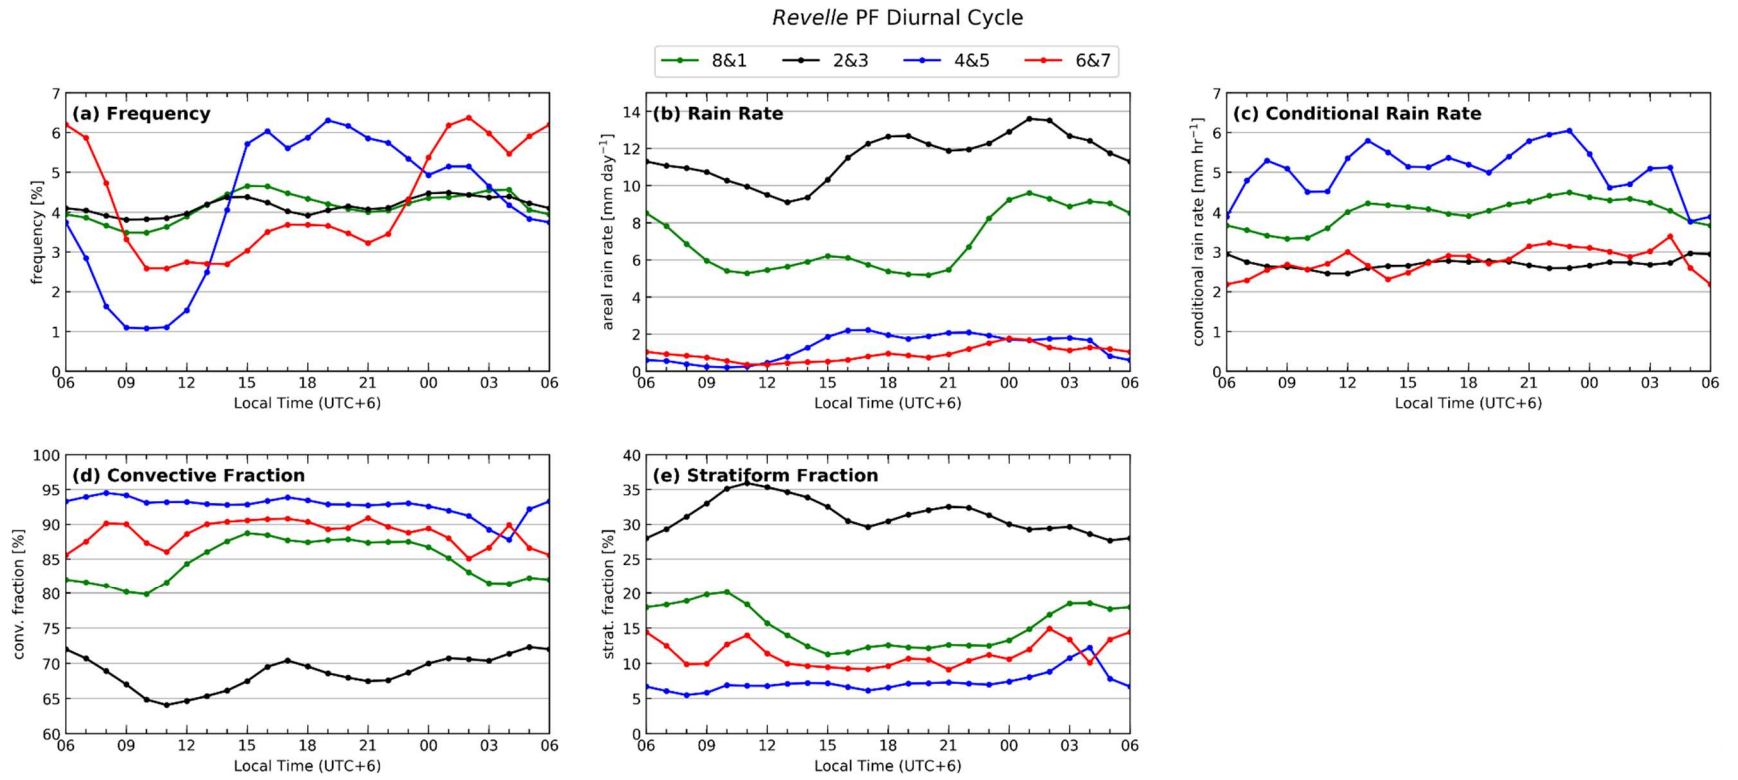 Revelle PF Diurnal Cycle
8&1 2&3 4&5 6&7
(a) Frequency
frequency [%]
7
6
5
4
3
2
1
0
06 09 12 15 18 21 00 03 06
Local Time (UTC+6)
(b) Rain Rate
areal rain rate [mm day⁻¹]
14
12
10
8
6
4
2
0
06 09 12 15 18 21 00 03 06
Local Time (UTC+6)
(c) Conditional Rain Rate
conditional rain rate [mm hr⁻¹]
7
6
5
4
3
2
1
0
06 09 12 15 18 21 00 03 06
Local Time (UTC+6)
(d) Convective Fraction
conv. fraction [%]
100
95
90
85
80
75
70
65
60
06 09 12 15 18 21 00 03 06
Local Time (UTC+6)
(e) Stratiform Fraction
strat. fraction [%]
40
35
30
25
20
15
10
5
0
06 09 12 15 18 21 00 03 06
Local Time (UTC+6)